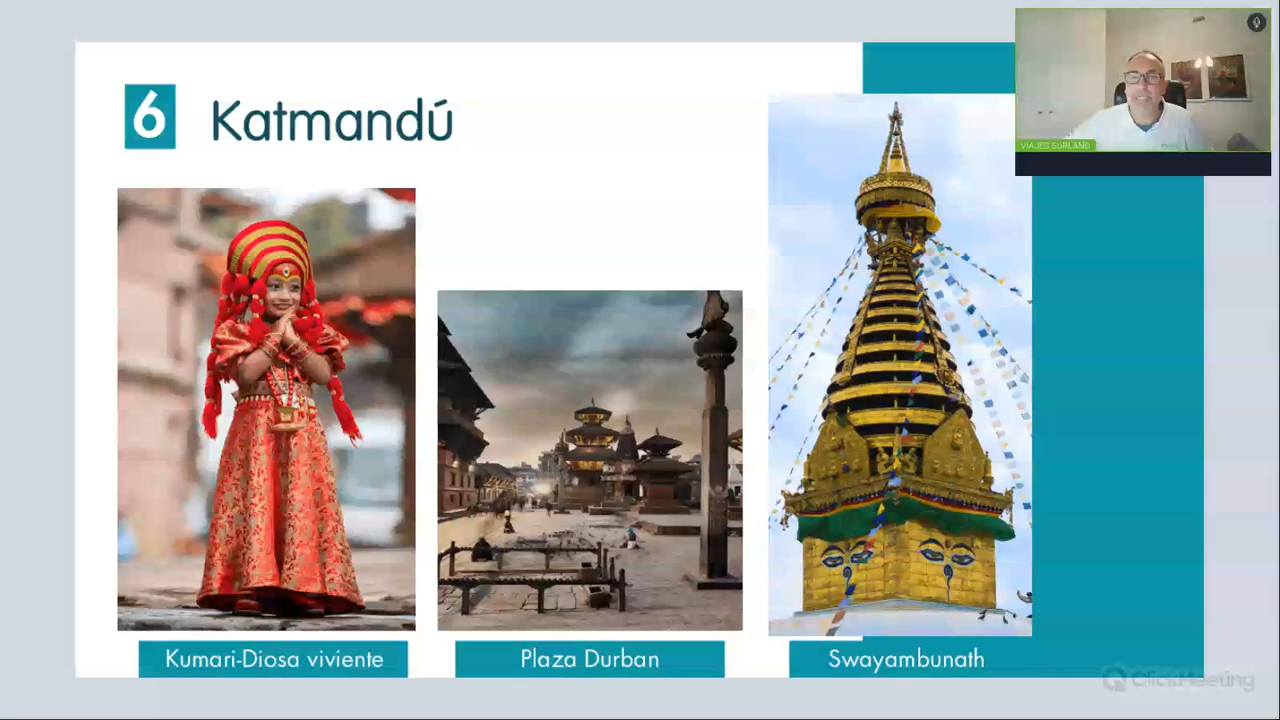 6 Katmandú
VIAJES SURLAND
Kumari-Diosa viviente
Plaza Durban
Swayambunath
ClickMeeting